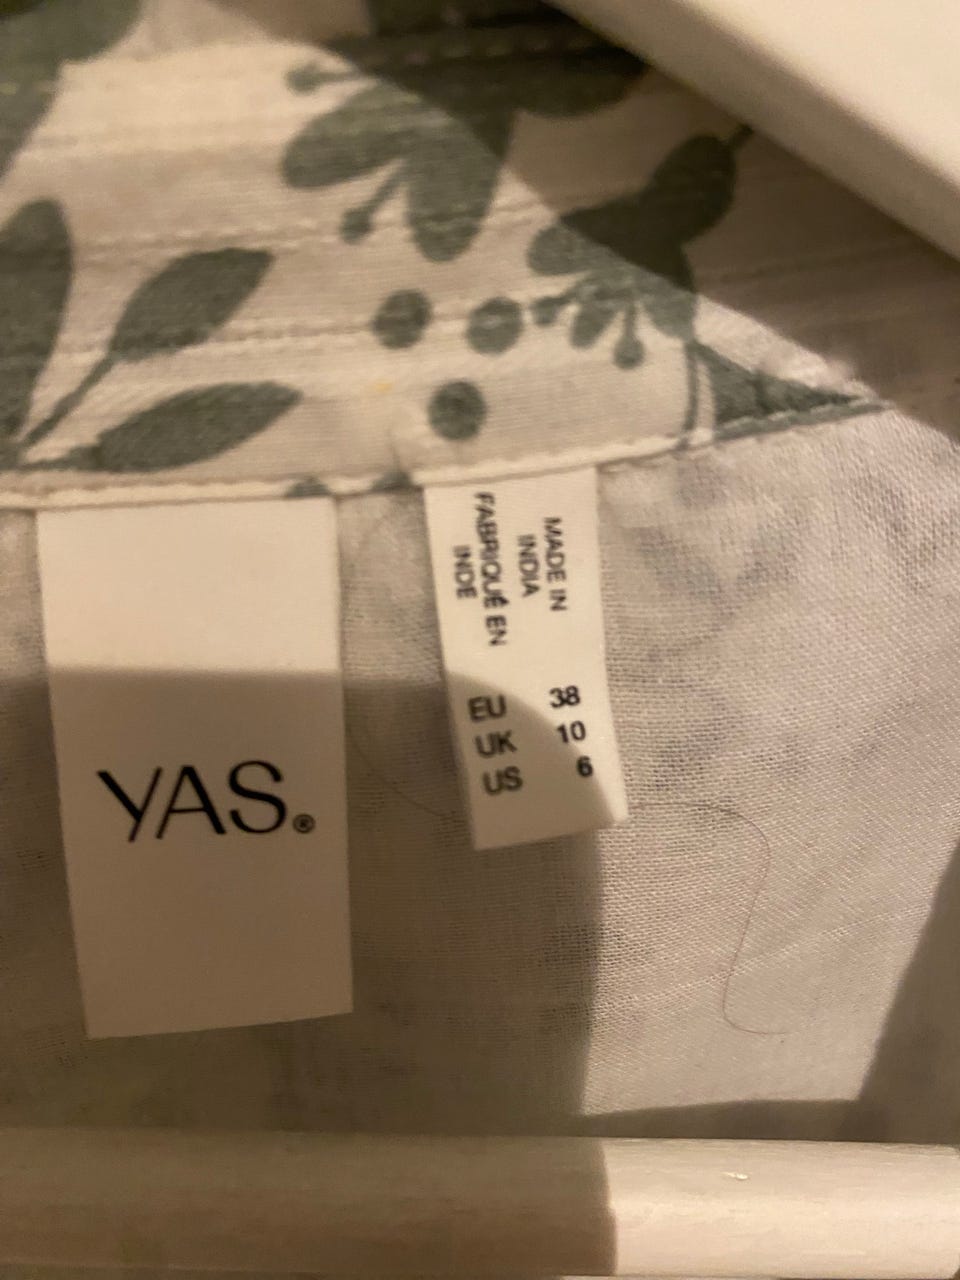 YAS.®
MADE IN
INDIA
FABRIQUÉ EN
INDE
EU 38
UK 10
US 6